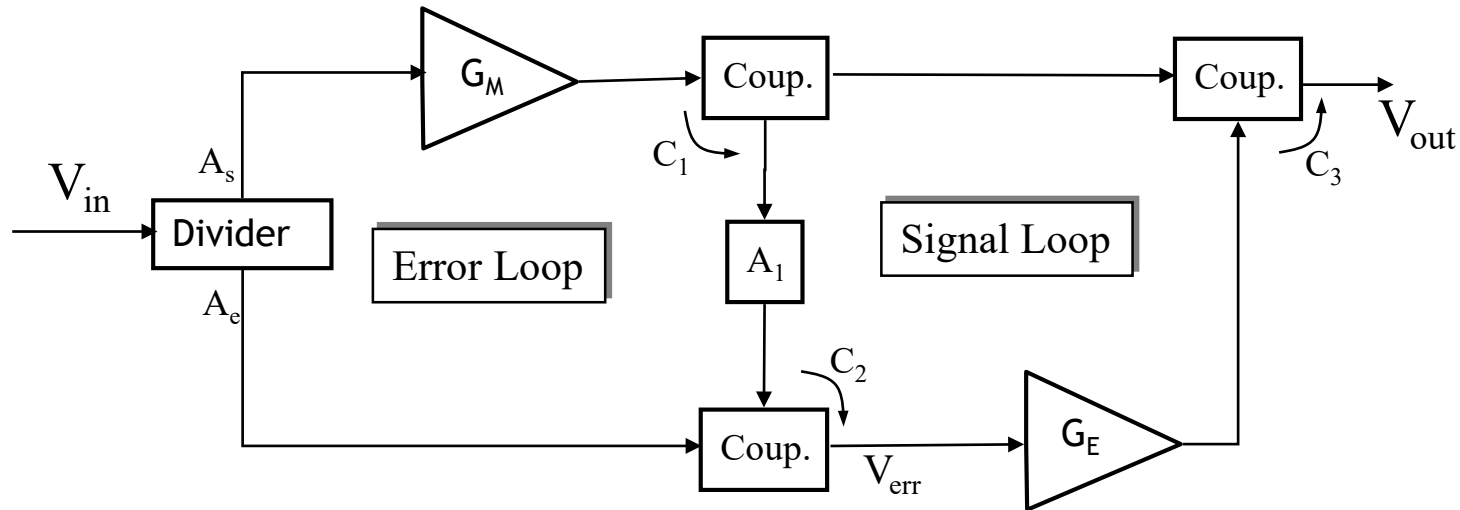 G_M
Coup.
Coup.
C_1
V_out
C_3
A_s
V_in
Divider
Error Loop
Signal Loop
A_1
A_e
C_2
Coup.
G_E
V_err